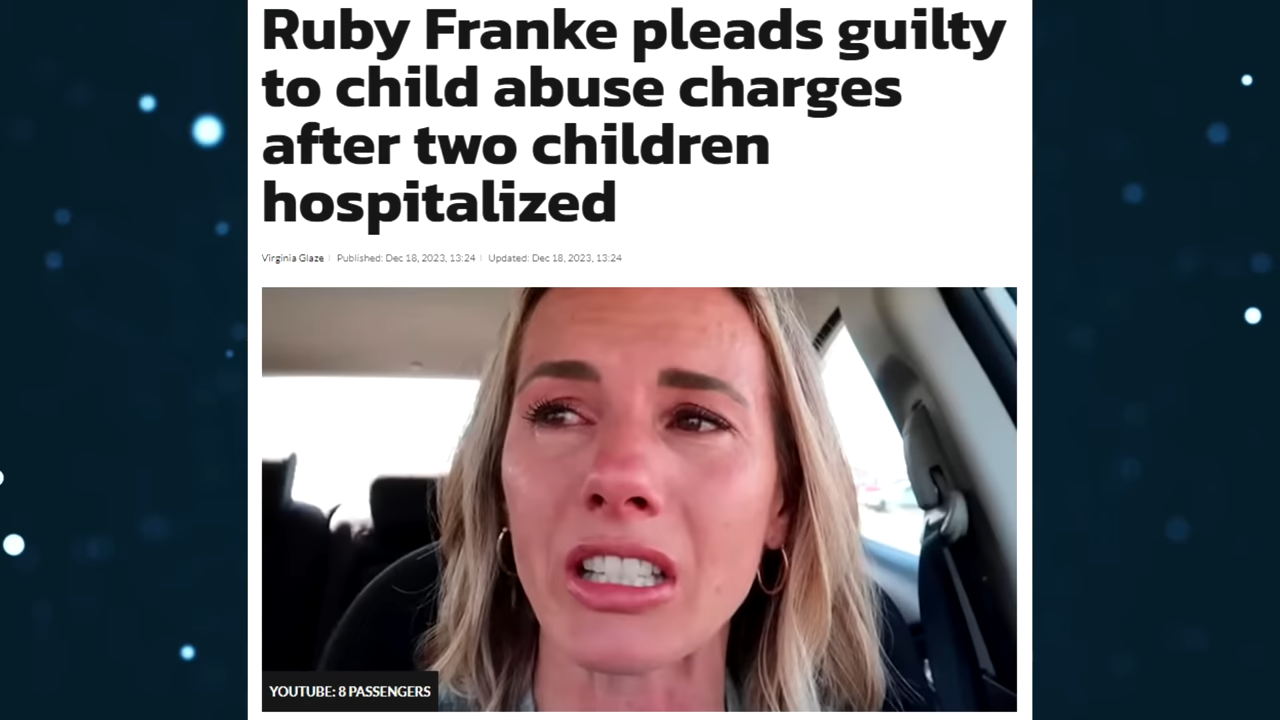 Ruby Franke pleads guilty
to child abuse charges
after two children
hospitalized
Virginia Glaze | Published: Dec 18, 2023, 13:24 | Updated: Dec 18, 2023, 13:24
YOUTUBE: 8 PASSENGERS